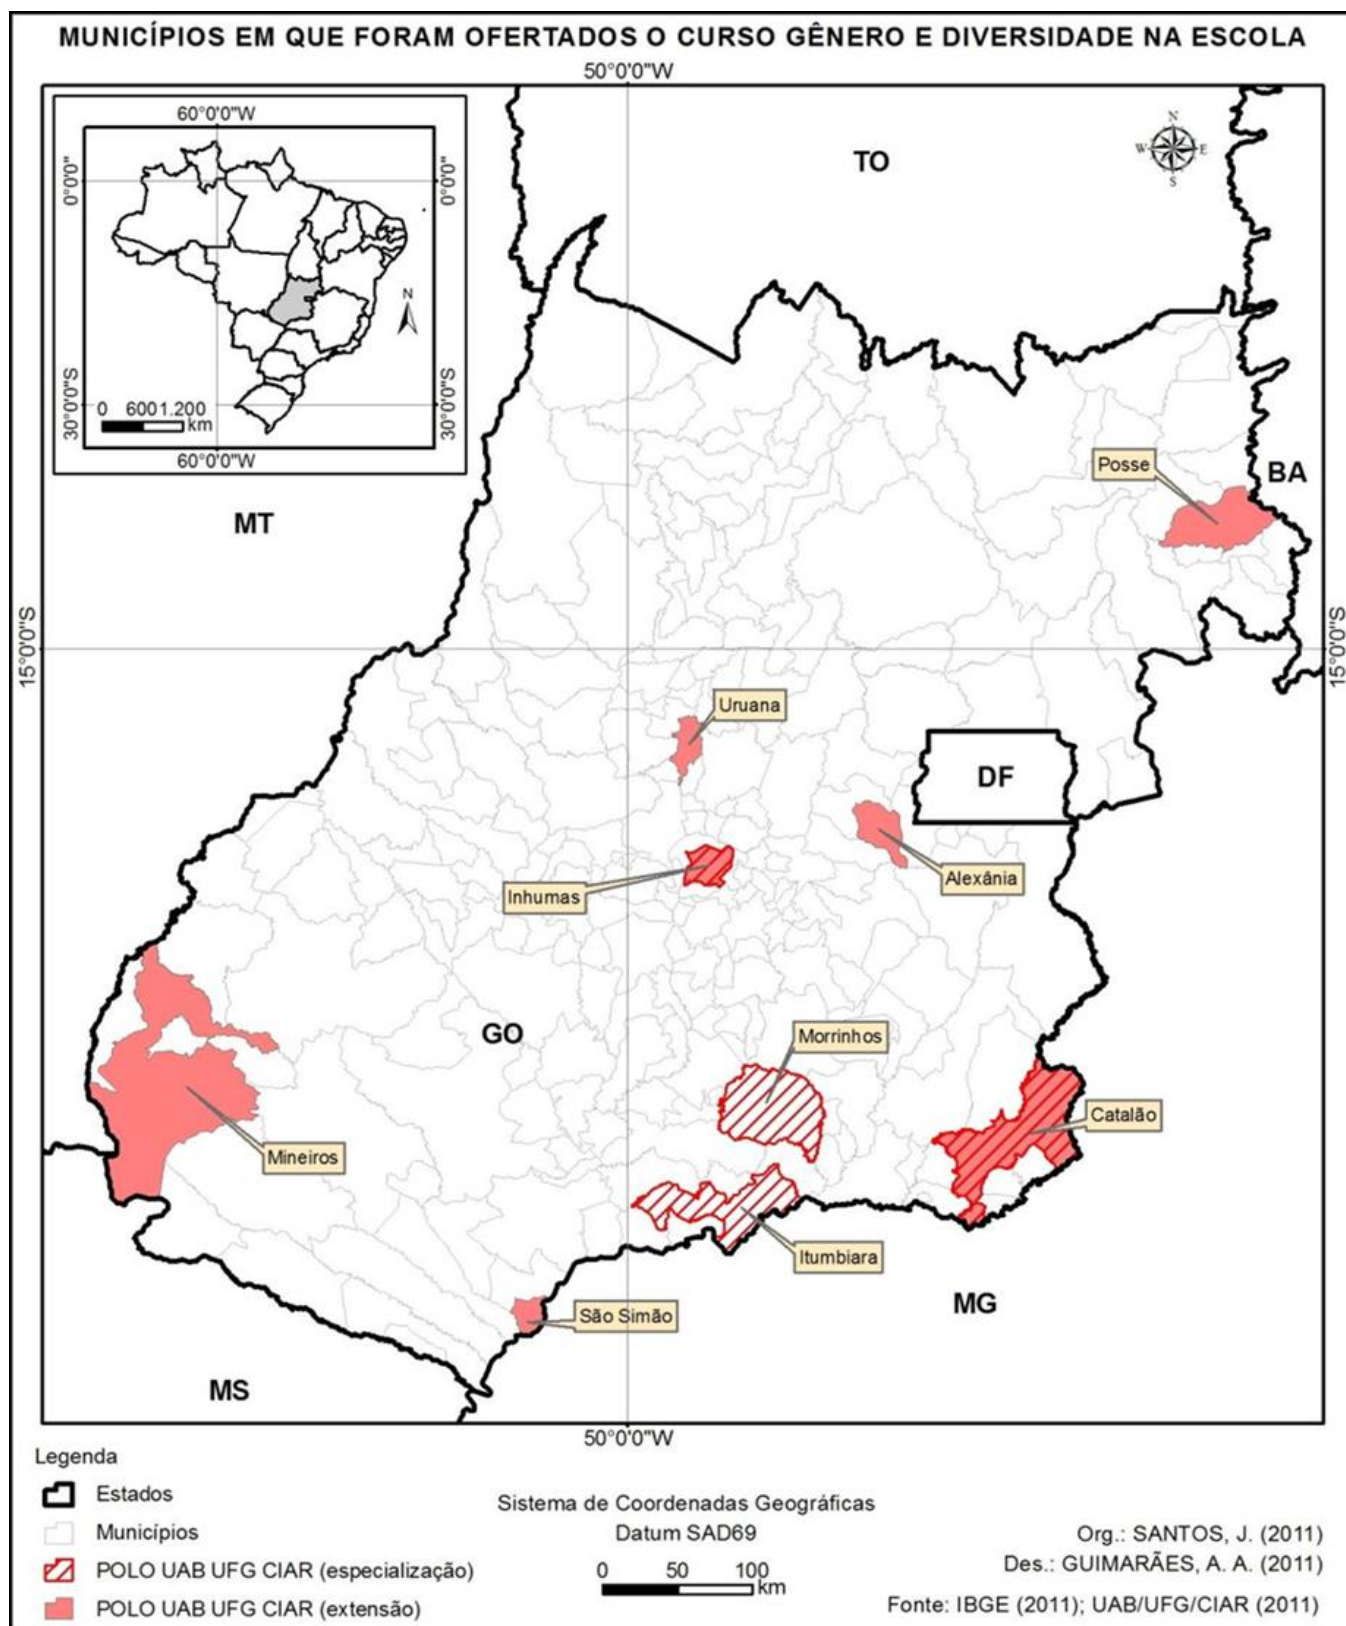 MUNICÍPIOS EM QUE FORAM OFERTADOS O CURSO GÊNERO E DIVERSIDADE NA ESCOLA
50°0'0"W
60°0'0"W
0°0'0"
0°0'0"
30°0'0"S
30°0'0"S
N
0 600 1.200
km
60°0'0"W
N
W E
S
TO
BA
MT
Posse
15°0'0"S
15°0'0"S
Uruana
DF
Alexânia
Inhumas
GO
Morrinhos
Catalão
Mineiros
Itumbiara
São Simão
MG
MS
50°0'0"W
Legenda
Estados
Municípios
POLO UAB UFG CIAR (especialização)
POLO UAB UFG CIAR (extensão)
Sistema de Coordenadas Geográficas
Datum SAD69
0 50 100
km
Org.: SANTOS, J. (2011)
Des.: GUIMARÃES, A. A. (2011)
Fonte: IBGE (2011); UAB/UFG/CIAR (2011)